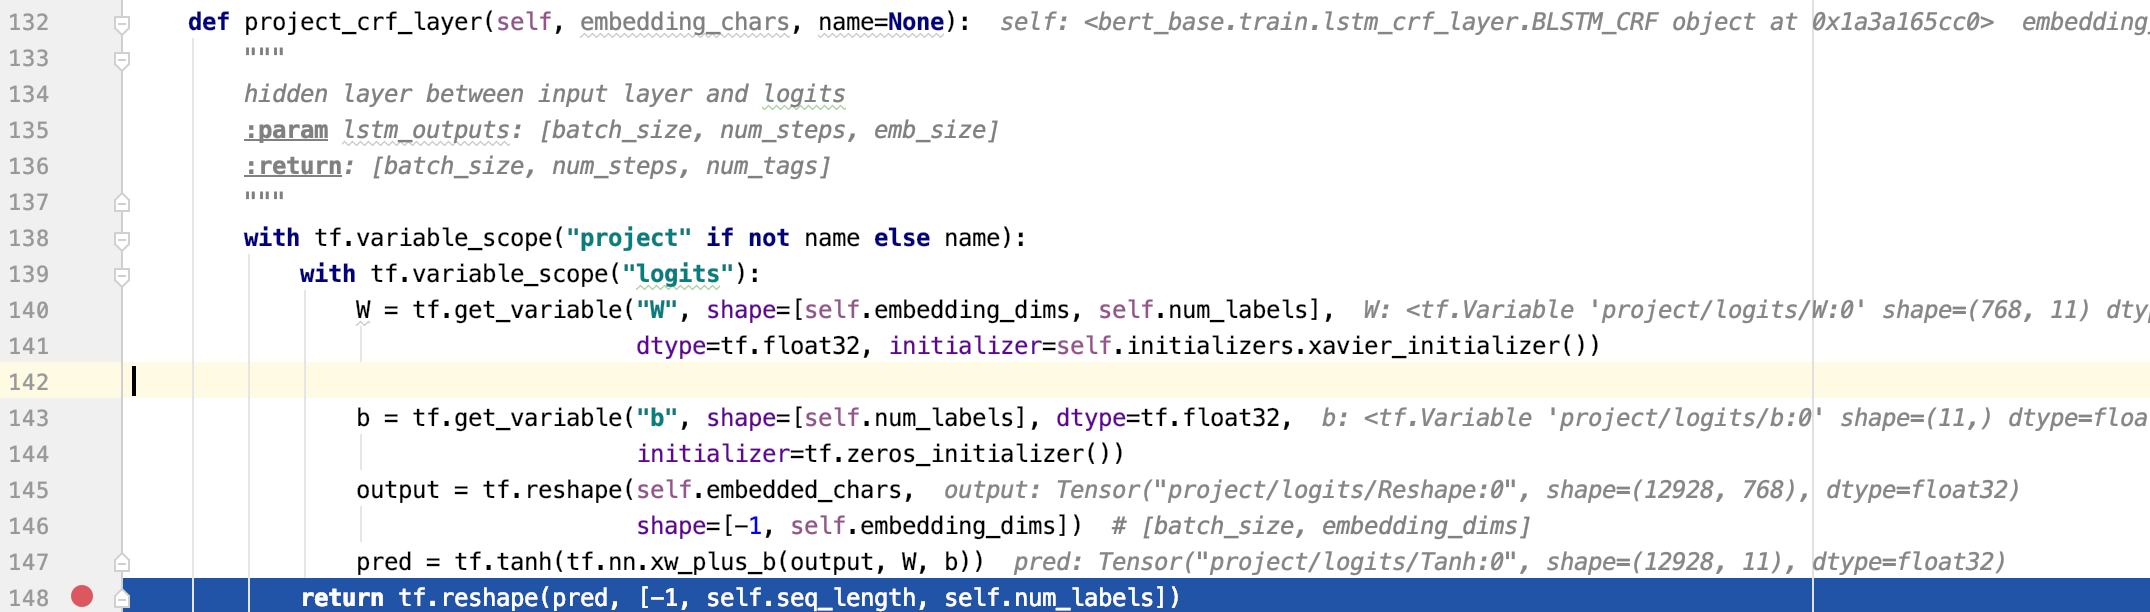 132 def project_crf_layer(self, embedding_chars, name=None): self: <bert_base.train.lstm_crf_layer.BLSTM_CRF object at 0x1a3a165cc0> embedding_
133 """
134 hidden layer between input layer and logits
135 :param lstm_outputs: [batch_size, num_steps, emb_size]
136 :return: [batch_size, num_steps, num_tags]
137 """
138 with tf.variable_scope("project" if not name else name):
139 with tf.variable_scope("logits"):
140 W = tf.get_variable("W", shape=[self.embedding_dims, self.num_labels], W: <tf.Variable 'project/logits/W:0' shape=(768, 11) dty
141 dtype=tf.float32, initializer=self.initializers.xavier_initializer())
142
143 b = tf.get_variable("b", shape=[self.num_labels], dtype=tf.float32, b: <tf.Variable 'project/logits/b:0' shape=(11,) dtype=floa
144 initializer=tf.zeros_initializer())
145 output = tf.reshape(self.embedded_chars, output: Tensor("project/logits/Reshape:0", shape=(12928, 768), dtype=float32)
146 shape=[-1, self.embedding_dims]) # [batch_size, embedding_dims]
147 pred = tf.tanh(tf.nn.xw_plus_b(output, W, b)) pred: Tensor("project/logits/Tanh:0", shape=(12928, 11), dtype=float32)
148 return tf.reshape(pred, [-1, self.seq_length, self.num_labels])